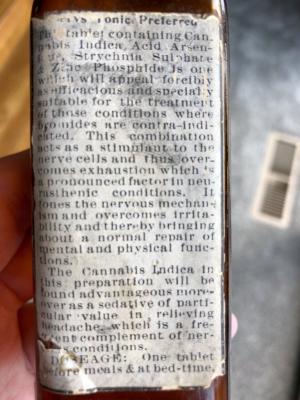 Tonic Preferred
tablet containing Can-
nabis Indica, Acid Arsen-
Strychnia Sulphate
& Zinc Phosphide is one
which will appeal forcibly
as efficacious and specially
suitable for the treatment
of those conditions where
bromides are contra-indi-
cated. This combination
acts as a stimulant to the
nerve cells and thus over-
comes exhaustion which is
a pronounced factor in neu-
rasthenic conditions. It
tones the nervous mechan-
ism and overcomes irrita-
bility and thereby bringing
about a normal repair of
mental and physical func-
tions.
The Cannabis Indica in
this preparation will be
found advantageous more-
over as a sedative of parti-
cular value in relieving
headache, which is a fre-
quent complement of ner-
conditions.
DOSEAGE: One tablet
before meals & at bed-time.